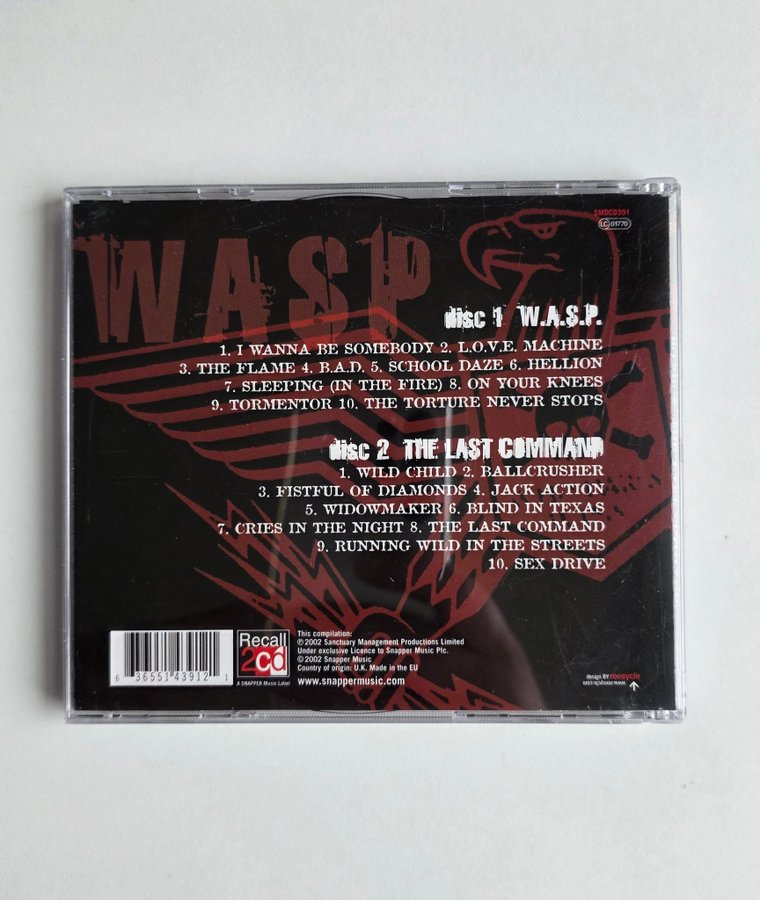 SMDCD391
LC 01770
WASP
disc 1 W.A.S.P.
1. I WANNA BE SOMEBODY 2. L.O.V.E. MACHINE
3. THE FLAME 4. B.A.D. 5. SCHOOL DAZE 6. HELLION
7. SLEEPING (IN THE FIRE) 8. ON YOUR KNEES
9. TORMENTOR 10. THE TORTURE NEVER STOPS
disc 2 THE LAST COMMAND
1. WILD CHILD 2. BALLCRUSHER
3. FISTFUL OF DIAMONDS 4. JACK ACTION
5. WIDOWMAKER 6. BLIND IN TEXAS
7. CRIES IN THE NIGHT 8. THE LAST COMMAND
9. RUNNING WILD IN THE STREETS
10. SEX DRIVE
6 36551 43912 1
Recall
2cd
A SNAPPER Music Label
This compilation:
℗ 2002 Sanctuary Management Productions Limited
Under exclusive Licence to Snapper Music Plc.
© 2002 Snapper Music
Country of origin: U.K. Made in the EU
www.snappermusic.com
design BY reesycle
www.reesycle.com